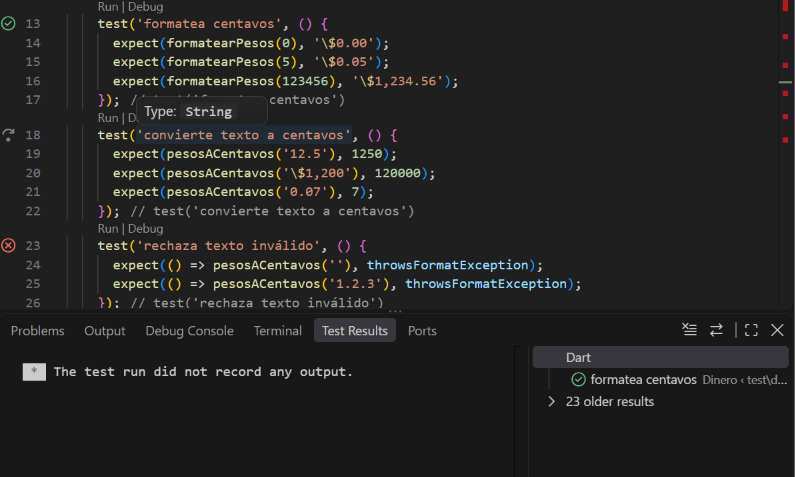 Run | Debug
13 test('formatea centavos', () {
14 expect(formatearPesos(0), '\$0.00');
15 expect(formatearPesos(5), '\$0.05');
16 expect(formatearPesos(123456), '\$1,234.56');
17 }); // centavos')
Type: String
Run |
18 test('convierte texto a centavos', () {
19 expect(pesosACentavos('12.5'), 1250);
20 expect(pesosACentavos('\$1,200'), 120000);
21 expect(pesosACentavos('0.07'), 7);
22 }); // test('convierte texto a centavos')
Run | Debug
23 test('rechaza texto inválido', () {
24 expect(() => pesosACentavos(''), throwsFormatException);
25 expect(() => pesosACentavos('1.2.3'), throwsFormatException);
26 }); // test('rechaza texto inválido')
Problems Output Debug Console Terminal Test Results Ports
* The test run did not record any output.
Dart
formatea centavos Dinero ‹ test\d...
23 older results